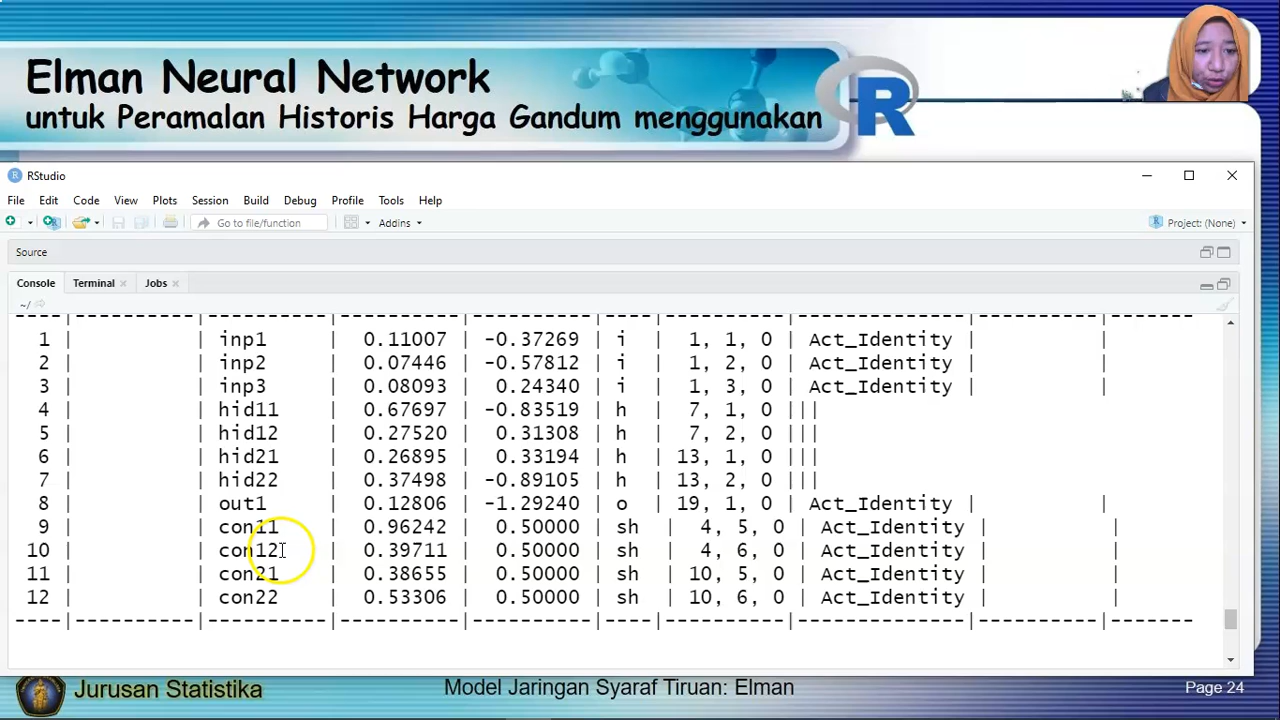 Elman Neural Network
untuk Peramalan Historis Harga Gandum menggunakan R
RStudio
File Edit Code View Plots Session Build Debug Profile Tools Help
Go to file/function Addins Project: (None)
Source
Console Terminal Jobs
~/
----|----------|----------|----------|----------|----|----------|--------------|----------|-------
1 | | inp1 | 0.11007 | -0.37269 | i | 1, 1, 0 | Act_Identity | |
2 | | inp2 | 0.07446 | -0.57812 | i | 1, 2, 0 | Act_Identity | |
3 | | inp3 | 0.08093 | 0.24340 | i | 1, 3, 0 | Act_Identity | |
4 | | hid11 | 0.67697 | -0.83519 | h | 7, 1, 0 |||
5 | | hid12 | 0.27520 | 0.31308 | h | 7, 2, 0 |||
6 | | hid21 | 0.26895 | 0.33194 | h | 13, 1, 0 |||
7 | | hid22 | 0.37498 | -0.89105 | h | 13, 2, 0 |||
8 | | out1 | 0.12806 | -1.29240 | o | 19, 1, 0 | Act_Identity | |
9 | | con11 | 0.96242 | 0.50000 | sh | 4, 5, 0 | Act_Identity | |
10 | | con12 | 0.39711 | 0.50000 | sh | 4, 6, 0 | Act_Identity | |
11 | | con21 | 0.38655 | 0.50000 | sh | 10, 5, 0 | Act_Identity | |
12 | | con22 | 0.53306 | 0.50000 | sh | 10, 6, 0 | Act_Identity | |
----|----------|----------|----------|----------|----|----------|--------------|----------|-------
Jurusan Statistika Model Jaringan Syaraf Tiruan: Elman Page 24